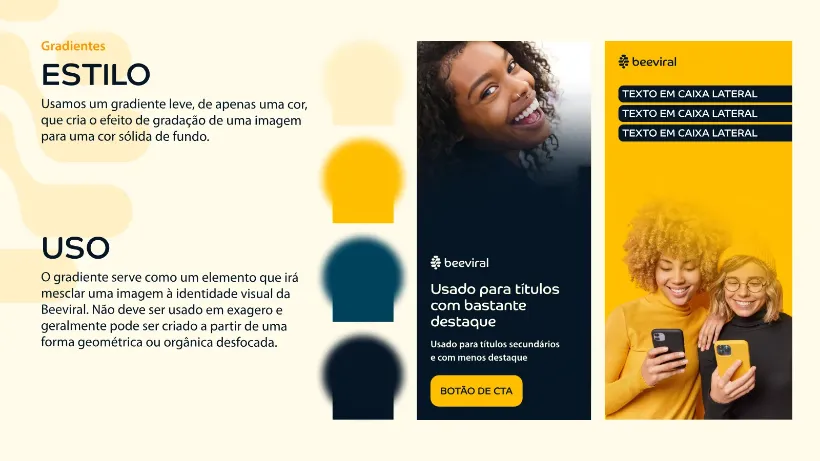 Gradientes
ESTILO
Usamos um gradiente leve, de apenas uma cor,
que cria o efeito de gradação de uma imagem
para uma cor sólida de fundo.
USO
O gradiente serve como um elemento que irá
mesclar uma imagem à identidade visual da
Beeviral. Não deve ser usado em exagero e
geralmente pode ser criado a partir de uma
forma geométrica ou orgânica desfocada.
beeviral
Usado para títulos
com bastante
destaque
Usado para títulos secundários
e com menos destaque
BOTÃO DE CTA
beeviral
TEXTO EM CAIXA LATERAL
TEXTO EM CAIXA LATERAL
TEXTO EM CAIXA LATERAL